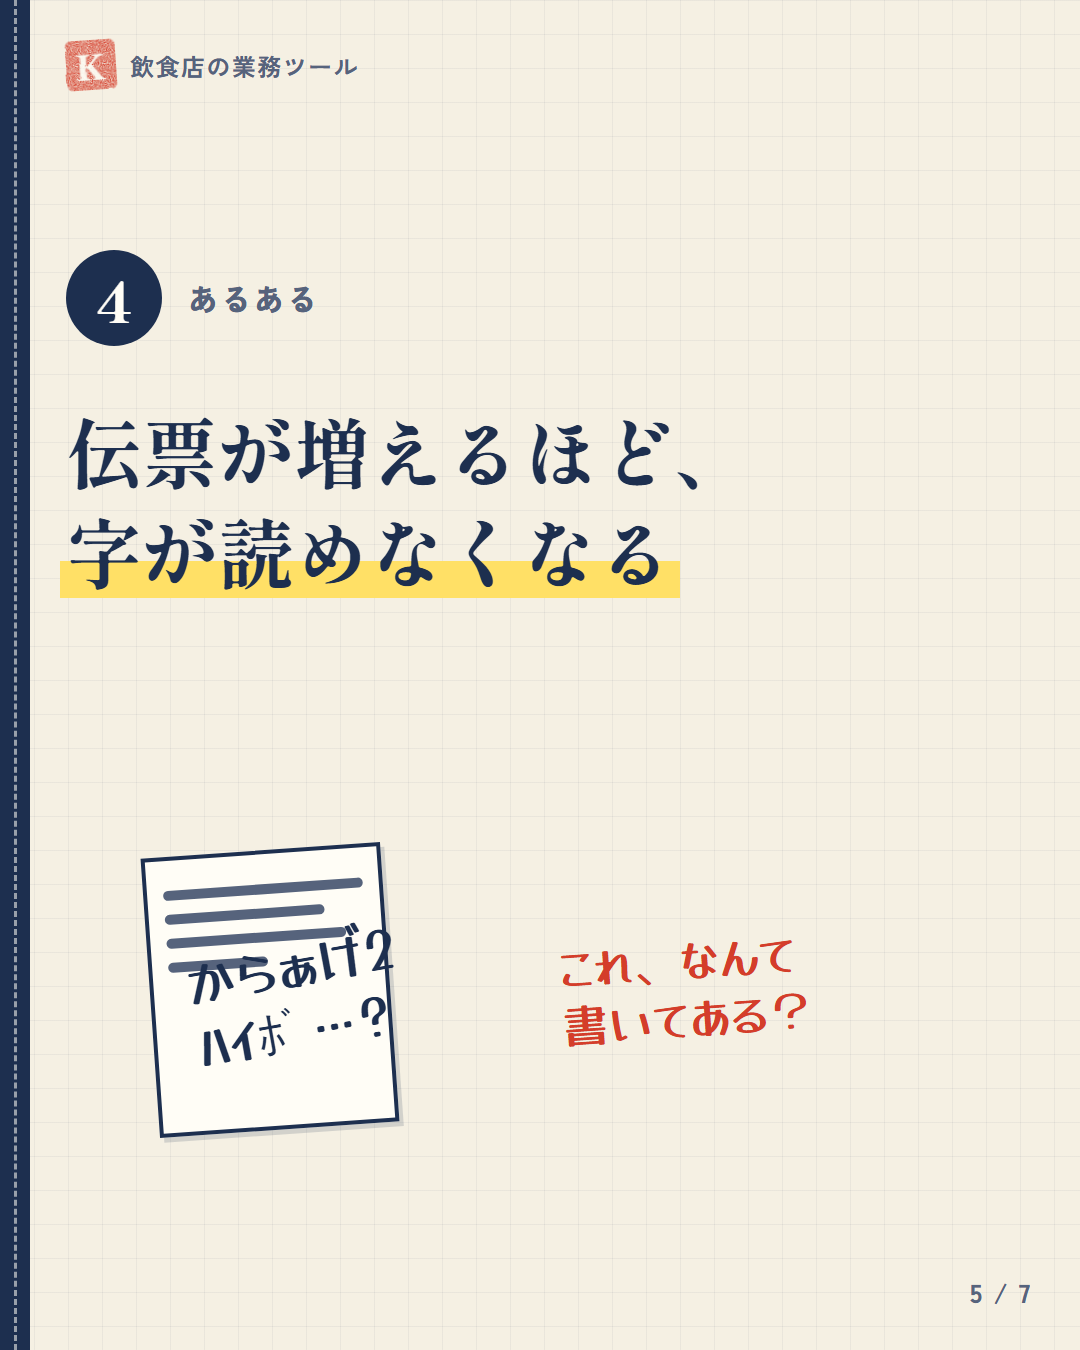 K 飲食店の業務ツール
4 あるある
伝票が増えるほど、
字が読めなくなる
からぁげ2
ハイボ …?
これ、なんて
書いてある?
5 / 7